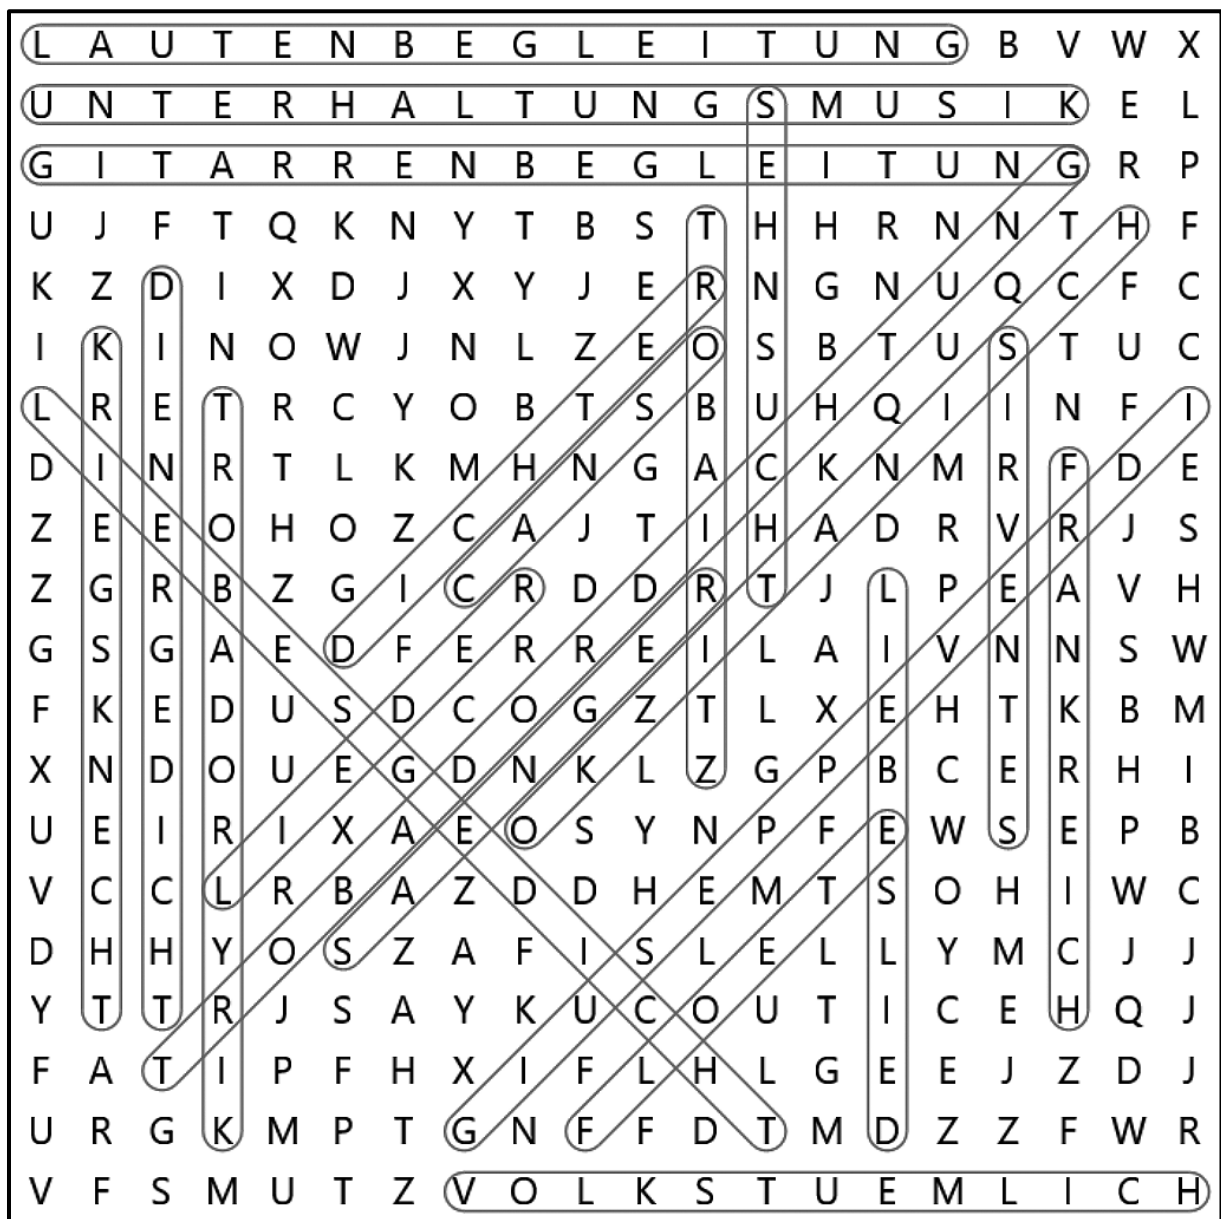 L A U T E N B E G L E I T U N G B V W X
U N T E R H A L T U N G S M U S I K E L
G I T A R R E N B E G L E I T U N G R P
U J F T Q K N Y T B S T H H R N N T H F
K Z D I X D J X Y J E R N G N U Q C F C
I K I N O W J N L Z E O S B T U S T U C
L R E T R C Y O B T S B U H Q I I N F I
D I N R T L K M H N G A C K N M R F D E
Z E E O H O Z C A J T I H A D R V R J S
Z G R B Z G I C R D D R T J L P E A V H
G S G A E D F E R R E I L A I V N N S W
F K E D U S D C O G Z T L X E H T K B M
X N D O U E G D N K L Z G P B C E R H I
U E I R I X A E O S Y N P F E W S E P B
V C C L R B A Z D D H E M T S O H I W C
D H H Y O S Z A F I S L E L L Y M C J J
Y T T R J S A Y K U C O U T I C E H Q J
F A T I P F H X I F L H L G E E J Z D J
U R G K M P T G N F F D T M D Z Z F W R
V F S M U T Z V O L K S T U E M L I C H